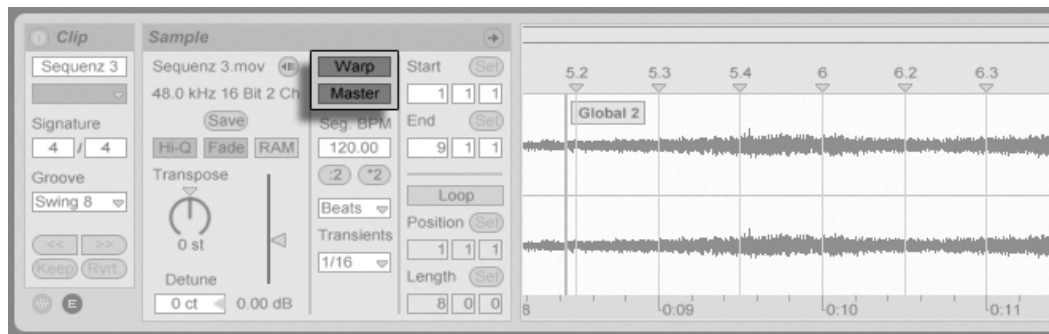 Clip
Sequenz 3
Signature
4 / 4
Groove
Swing 8
<< >>
Keep Rvrt.
E
Sample
Sequenz 3.mov
48.0 kHz 16 Bit 2 Ch
Save
Hi-Q Fade RAM
Transpose
0 st
Detune
0 ct 0.00 dB
Warp
Master
Seg. BPM
120.00
:2 *2
Beats
Transients
1/16
Start Set
1 1 1
End Set
9 1 1
Loop
Position Set
1 1 1
Length Set
8 0 0
5.2 5.3 5.4 6 6.2 6.3
Global 2
8 0:09 0:10 0:11